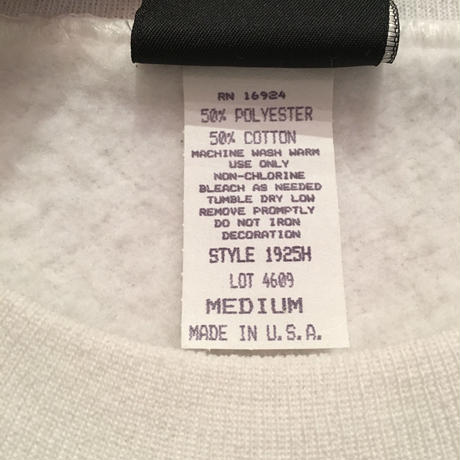 RN 16924
50% POLYESTER
50% COTTON
MACHINE WASH WARM
USE ONLY
NON-CHLORINE
BLEACH AS NEEDED
TUMBLE DRY LOW
REMOVE PROMPTLY
DO NOT IRON
DECORATION
STYLE 1925H
LOT 4609
MEDIUM
MADE IN U.S.A.